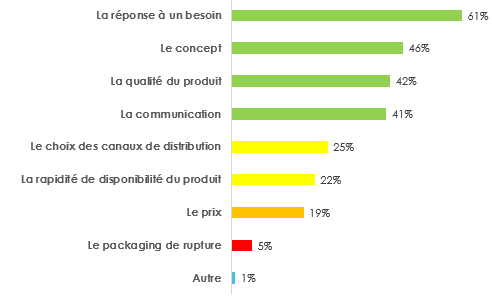 La réponse à un besoin 61%
Le concept 46%
La qualité du produit 42%
La communication 41%
Le choix des canaux de distribution 25%
La rapidité de disponibilité du produit 22%
Le prix 19%
Le packaging de rupture 5%
Autre 1%